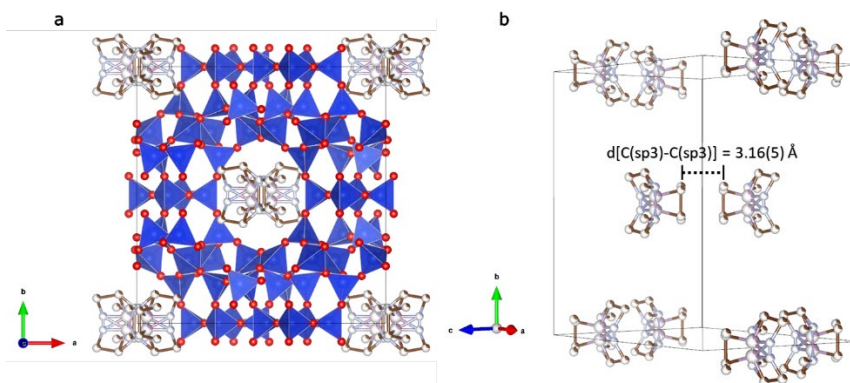 a
b
d[C(sp3)-C(sp3)] = 3.16(5) Å
b
a
b
c
a